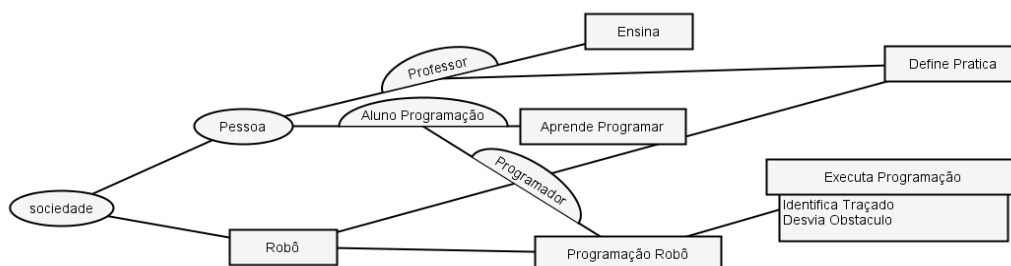 Ensina
Professor
Define Pratica
Aluno Programação
Pessoa
Aprende Programar
Programador
Executa Programação
Identifica Traçado
Desvia Obstaculo
sociedade
Robô
Programação Robô